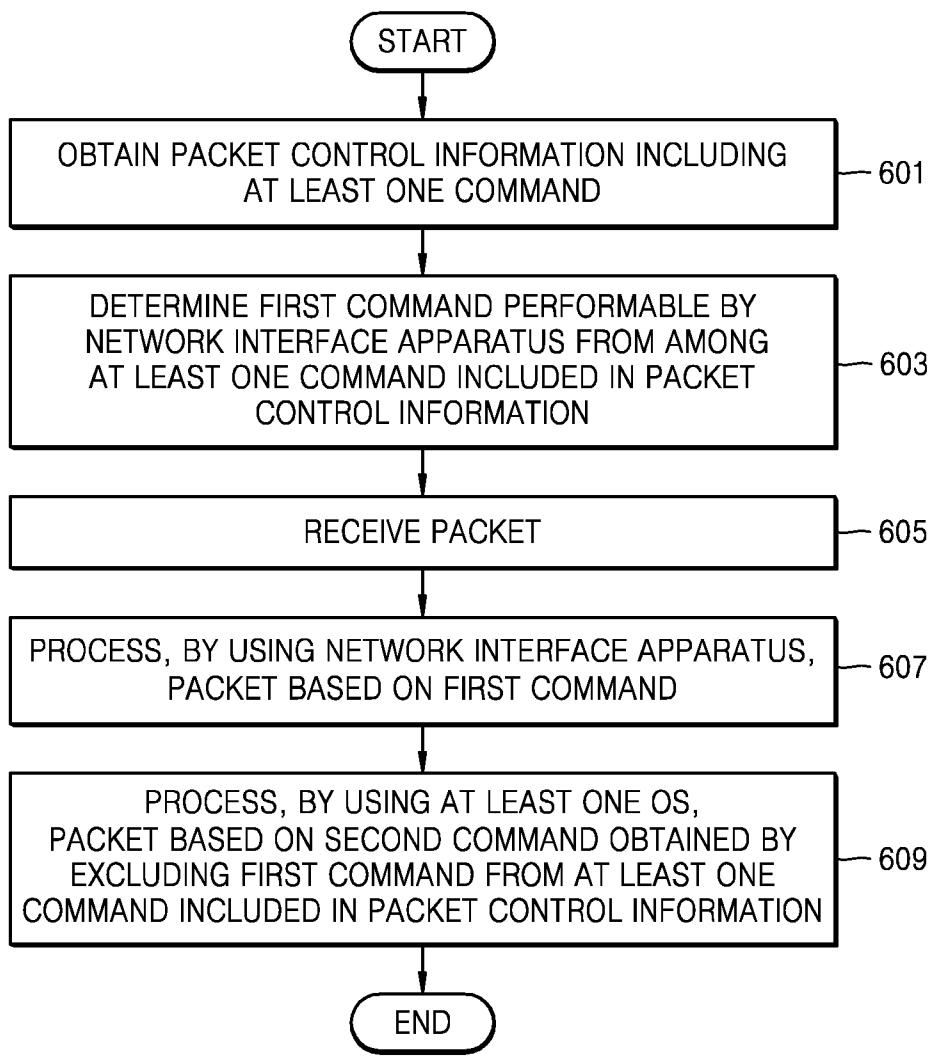 START
OBTAIN PACKET CONTROL INFORMATION INCLUDING
AT LEAST ONE COMMAND
601
DETERMINE FIRST COMMAND PERFORMABLE BY
NETWORK INTERFACE APPARATUS FROM AMONG
AT LEAST ONE COMMAND INCLUDED IN PACKET
CONTROL INFORMATION
603
RECEIVE PACKET
605
PROCESS, BY USING NETWORK INTERFACE APPARATUS,
PACKET BASED ON FIRST COMMAND
607
PROCESS, BY USING AT LEAST ONE OS,
PACKET BASED ON SECOND COMMAND OBTAINED BY
EXCLUDING FIRST COMMAND FROM AT LEAST ONE
COMMAND INCLUDED IN PACKET CONTROL INFORMATION
609
END